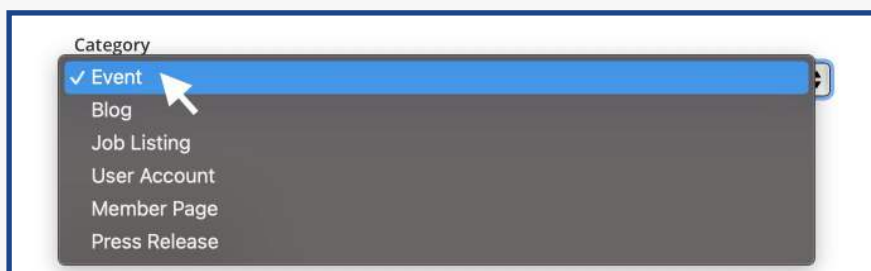 Category
✓ Event
Blog
Job Listing
User Account
Member Page
Press Release